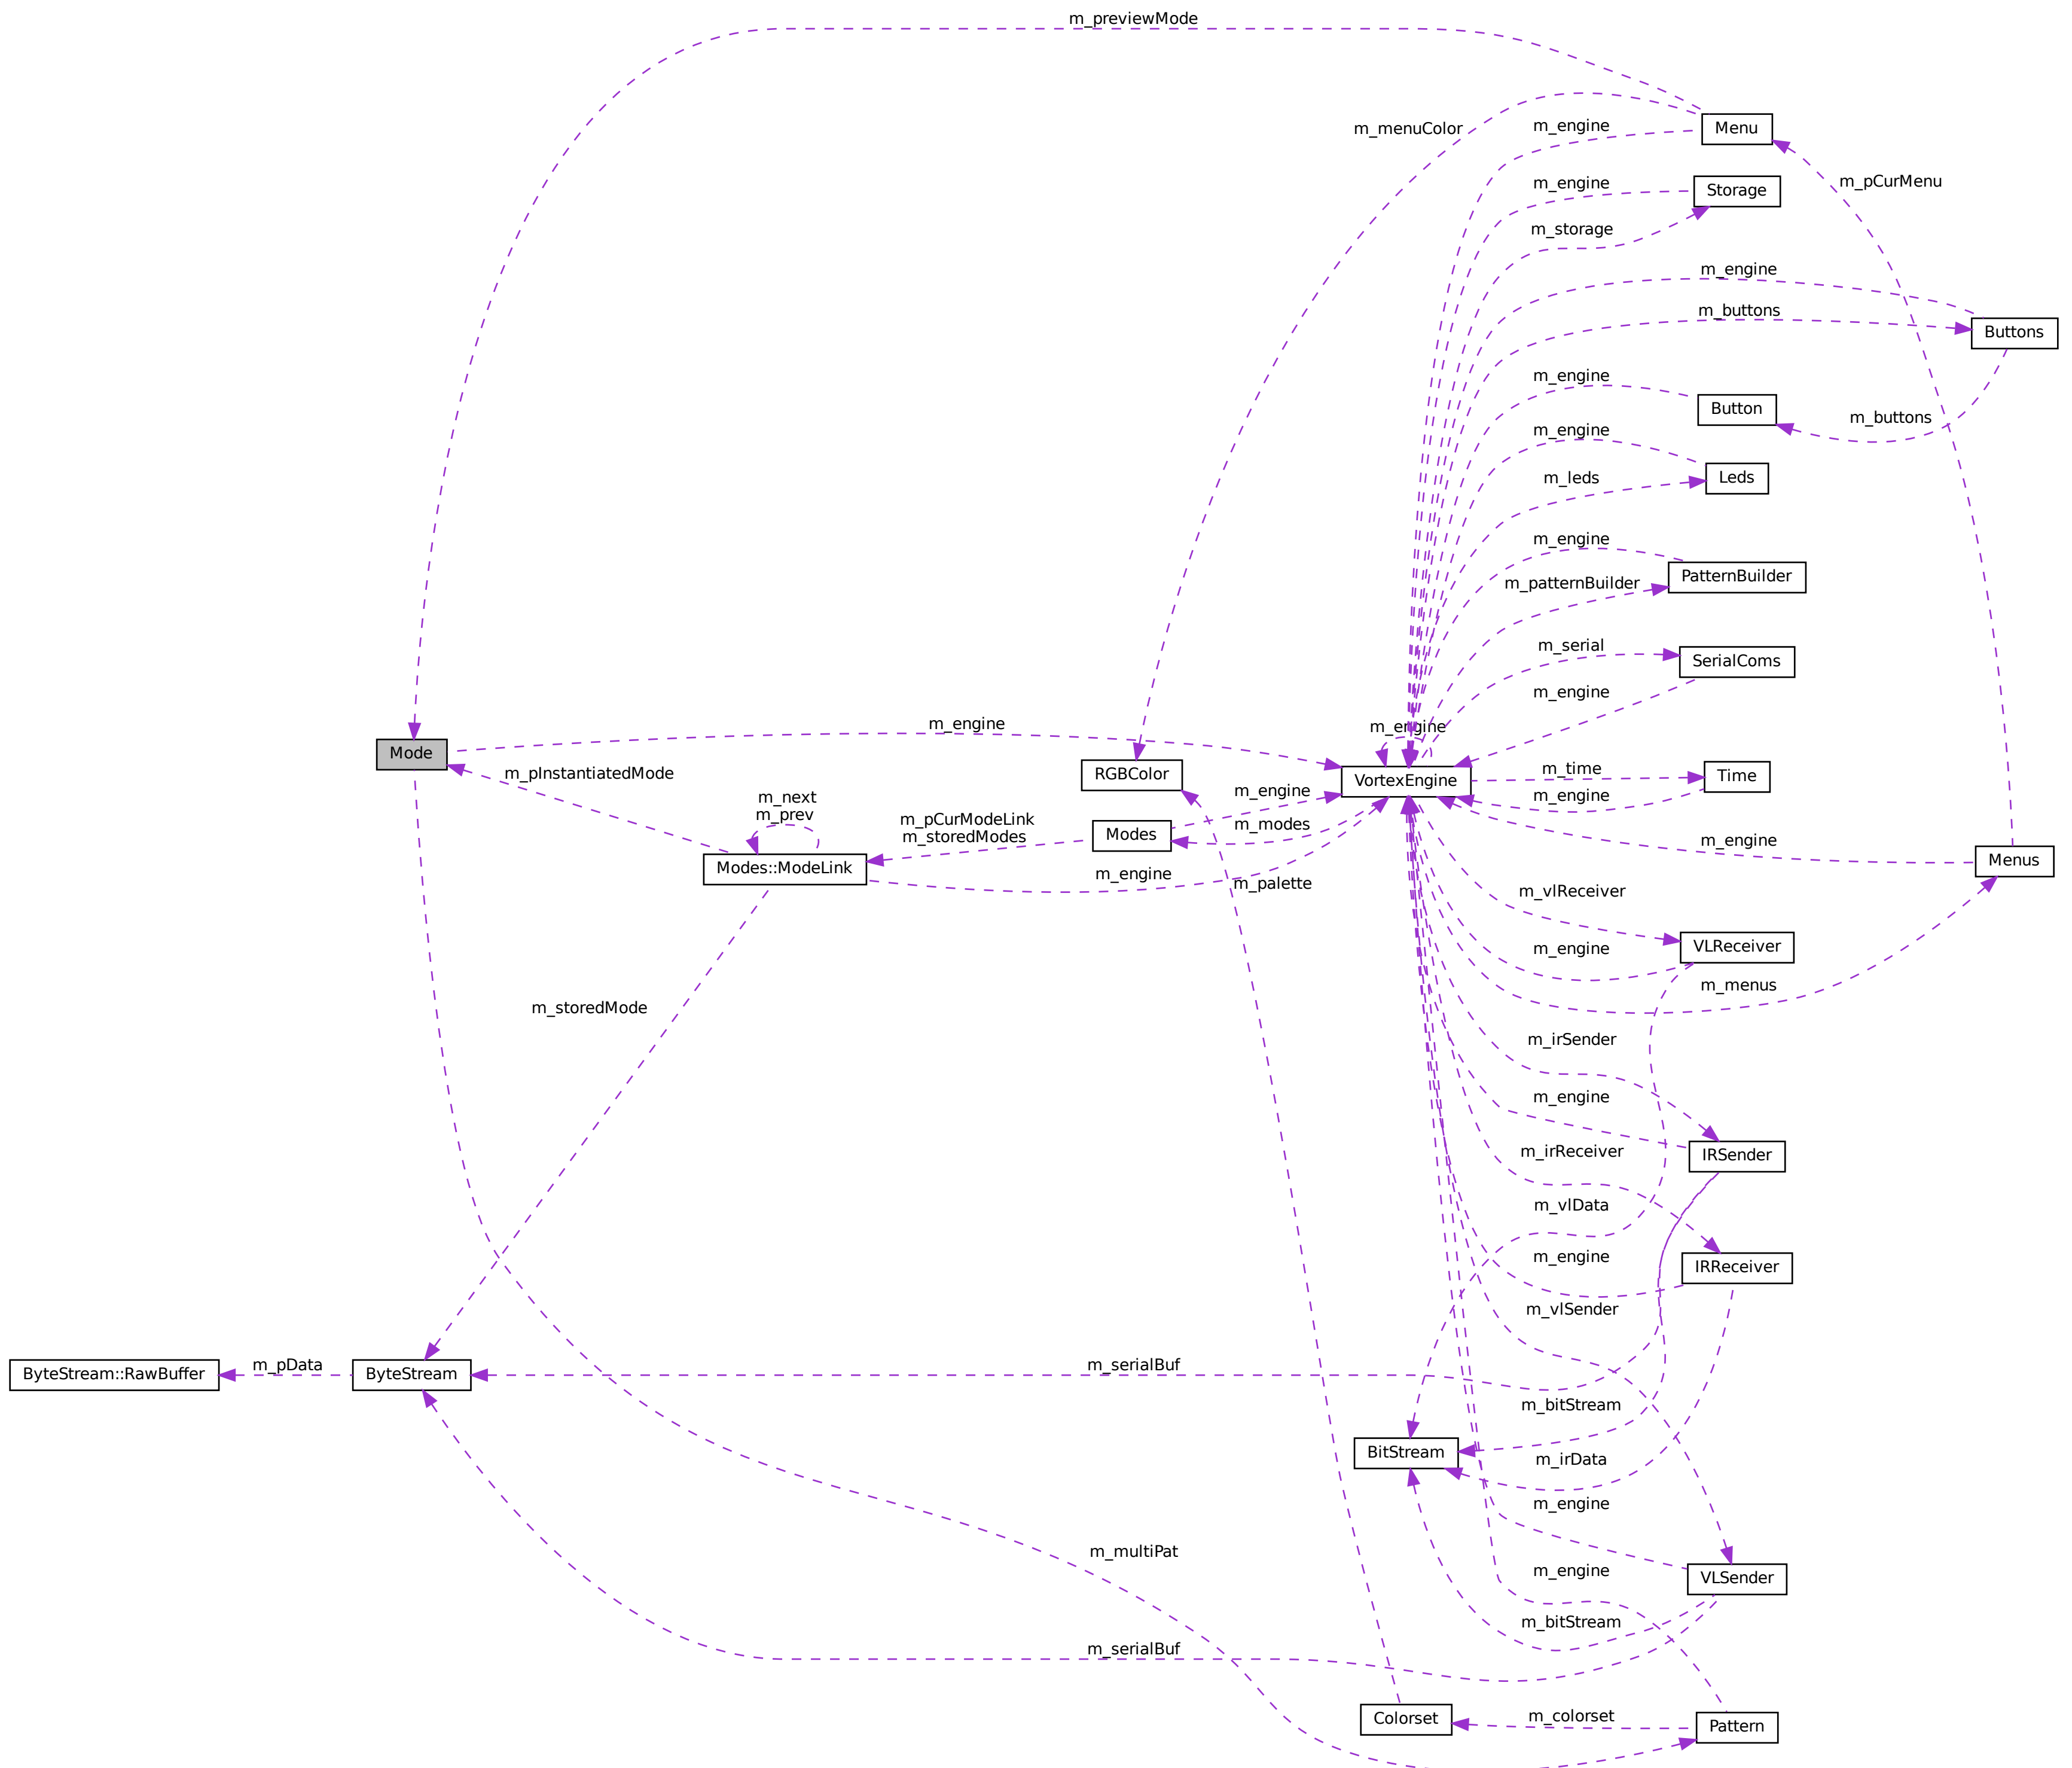 m_previewMode
m_menuColor
m_engine
Menu
m_pCurMenu
m_engine
Storage
m_storage
m_engine
m_buttons
Buttons
m_engine
Button
m_buttons
m_engine
m_leds
Leds
m_engine
m_patternBuilder
PatternBuilder
m_serial
SerialComs
m_engine
Mode
m_engine
m_engine
m_pInstantiatedMode
RGBColor
VortexEngine
m_time
Time
m_engine
m_next
m_prev
m_engine
m_pCurModeLink
m_storedModes
Modes
m_modes
m_engine
Menus
Modes::ModeLink
m_engine
m_palette
m_vlReceiver
m_engine
VLReceiver
m_menus
m_storedMode
m_irSender
m_engine
m_irReceiver
IRSender
m_vlData
m_engine
IRReceiver
m_vlSender
ByteStream::RawBuffer
m_pData
ByteStream
m_serialBuf
m_bitStream
BitStream
m_irData
m_engine
m_multiPat
m_engine
VLSender
m_bitStream
m_serialBuf
Colorset
m_colorset
Pattern